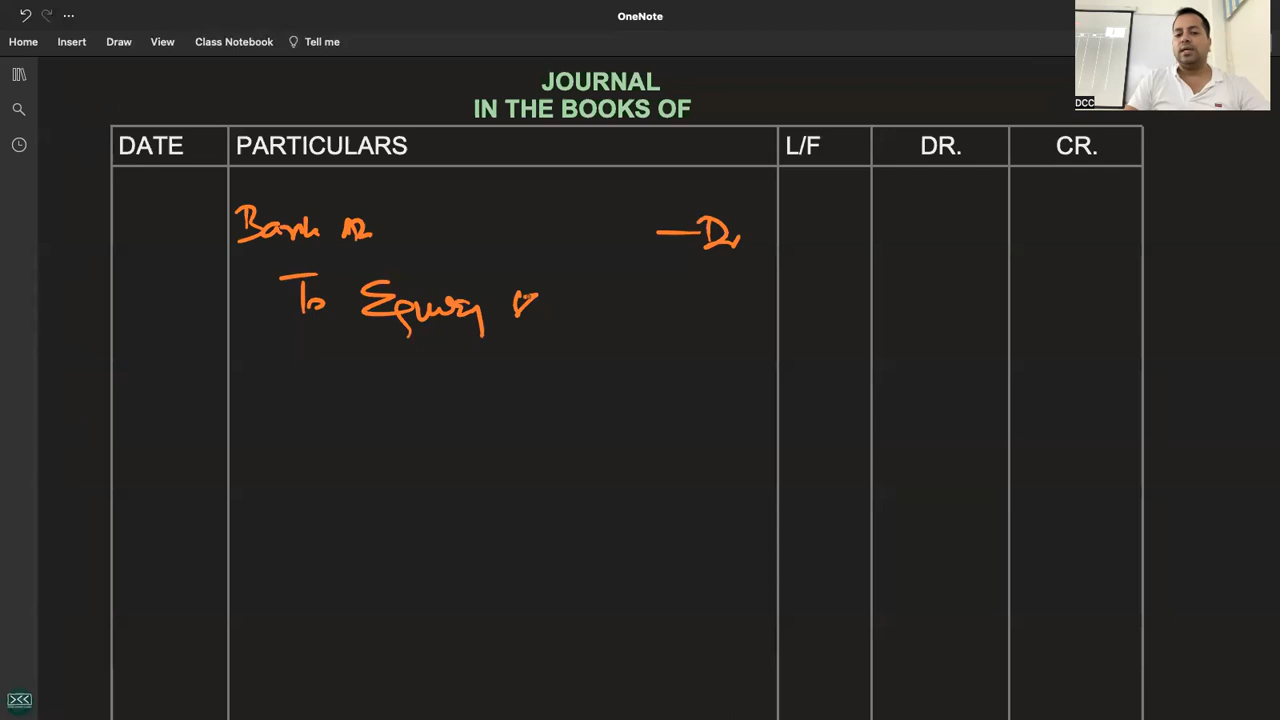 OneNote
Home Insert Draw View Class Notebook Tell me
DCC
JOURNAL
IN THE BOOKS OF
DATE PARTICULARS L/F DR. CR.
Bank A/c — Dr
To Equity